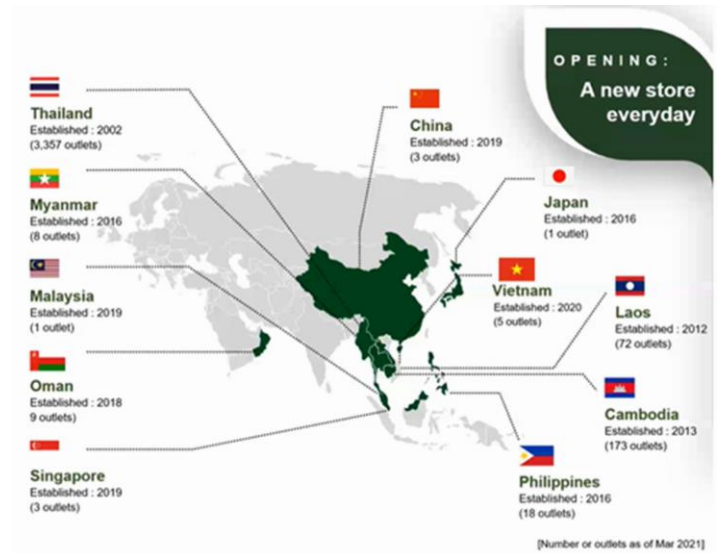 OPENING:
A new store
everyday
Thailand
Established : 2002
(3,357 outlets)
China
Established : 2019
(3 outlets)
Myanmar
Established : 2016
(8 outlets)
Japan
Established : 2016
(1 outlet)
Malaysia
Established : 2019
(1 outlet)
Vietnam
Established : 2020
(5 outlets)
Laos
Established : 2012
(72 outlets)
Oman
Established : 2018
9 outlets)
Cambodia
Established : 2013
(173 outlets)
Singapore
Established : 2019
(3 outlets)
Philippines
Established : 2016
(18 outlets)
[Number or outlets as of Mar 2021]